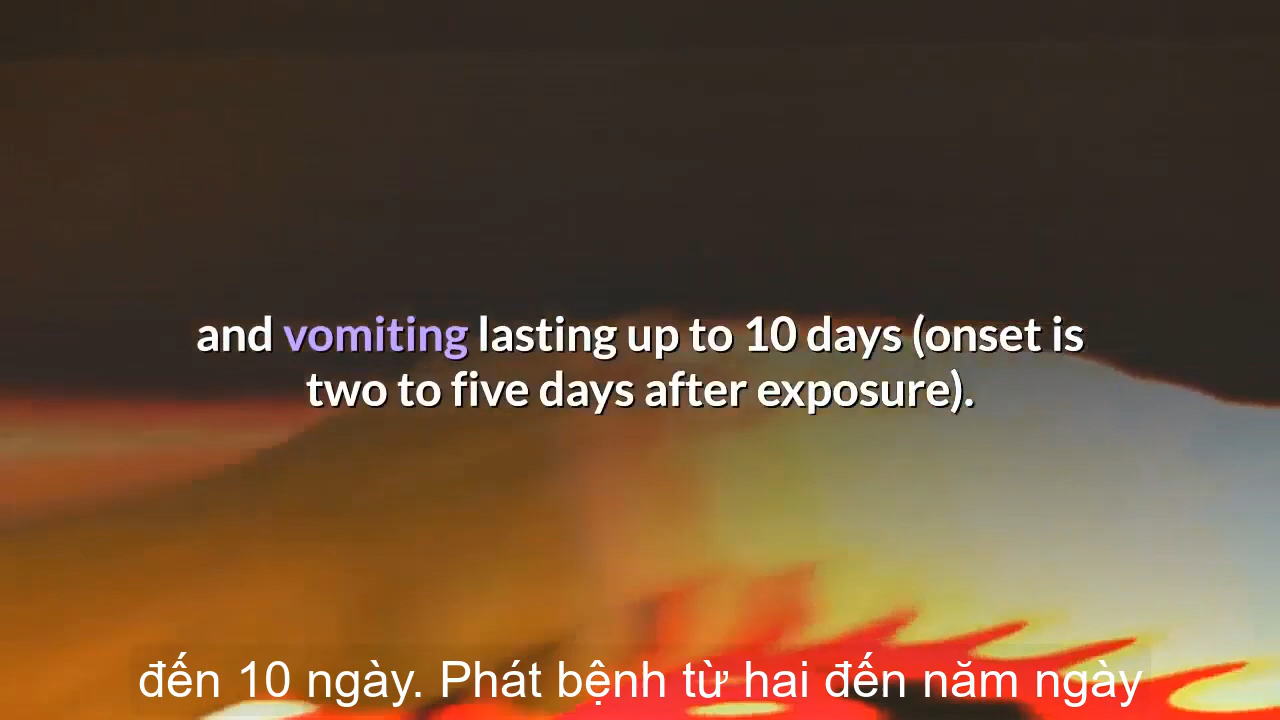 and vomiting lasting up to 10 days (onset is
two to five days after exposure).
đến 10 ngày. Phát bệnh từ hai đến năm ngày